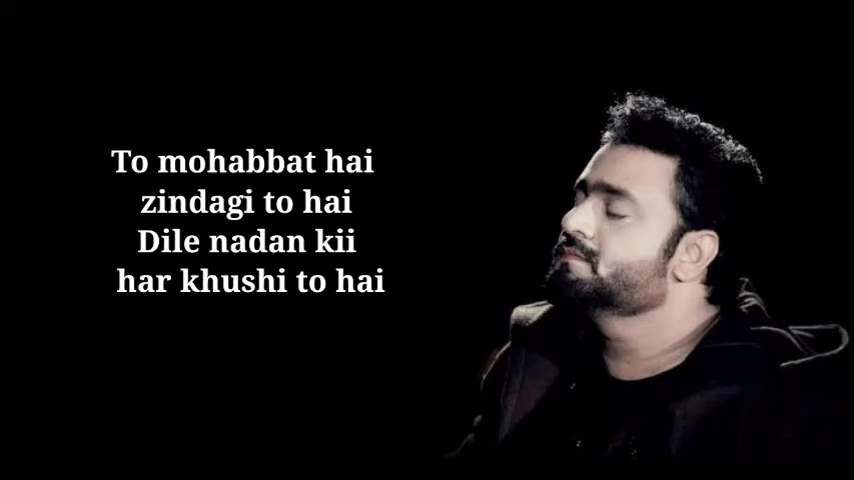 To mohabbat hai
zindagi to hai
Dile nadan kii
har khushi to hai